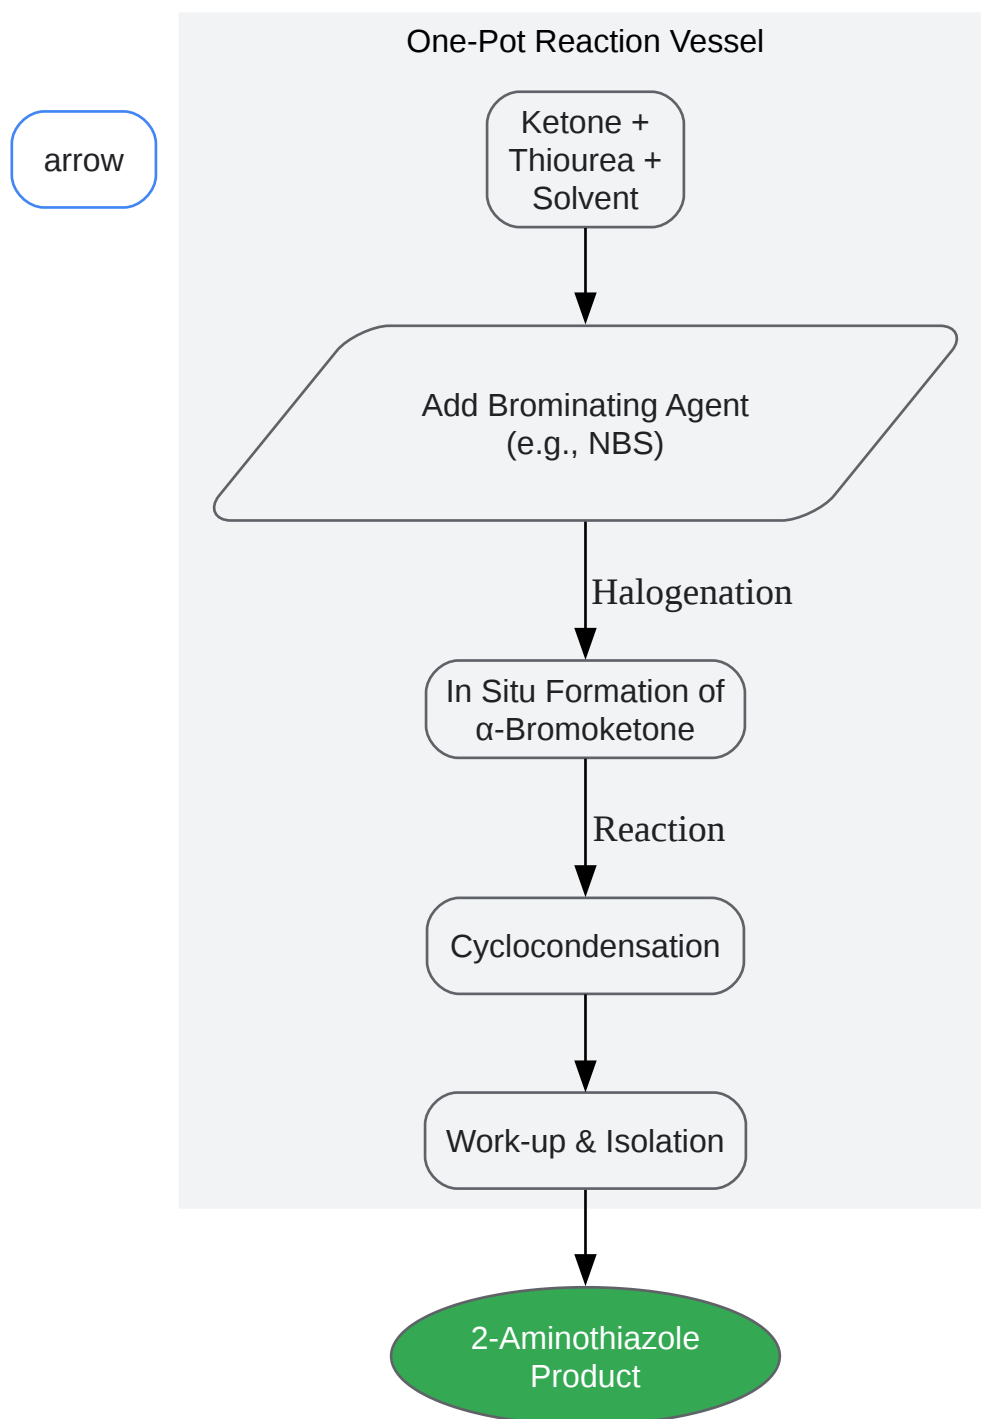 One-Pot Reaction Vessel
arrow
Ketone +
Thiourea +
Solvent
Add Brominating Agent
(e.g., NBS)
Halogenation
In Situ Formation of
α-Bromoketone
Reaction
Cyclocondensation
Work-up & Isolation
2-Aminothiazole
Product